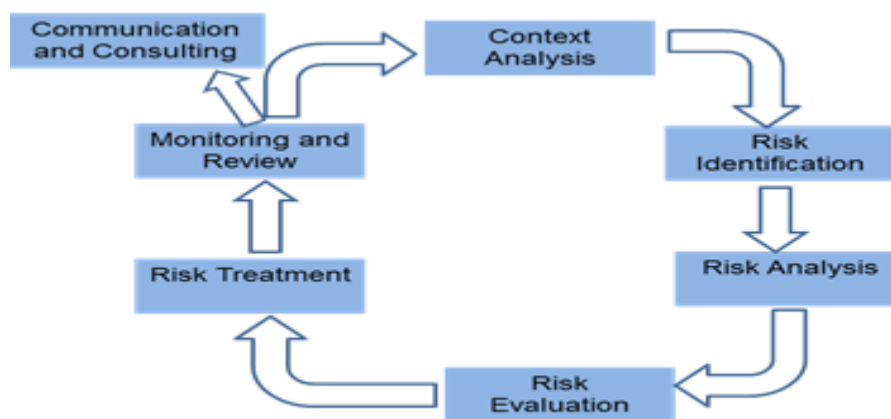 Communication
and Consulting
Context
Analysis
Risk
Identification
Risk Analysis
Risk
Evaluation
Risk Treatment
Monitoring and
Review